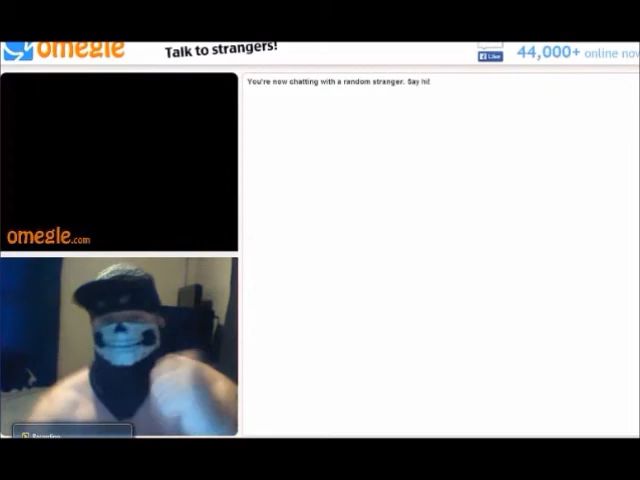 omegle
Talk to strangers!
Like
44,000+ online now
You're now chatting with a random stranger. Say hi!
omegle.com